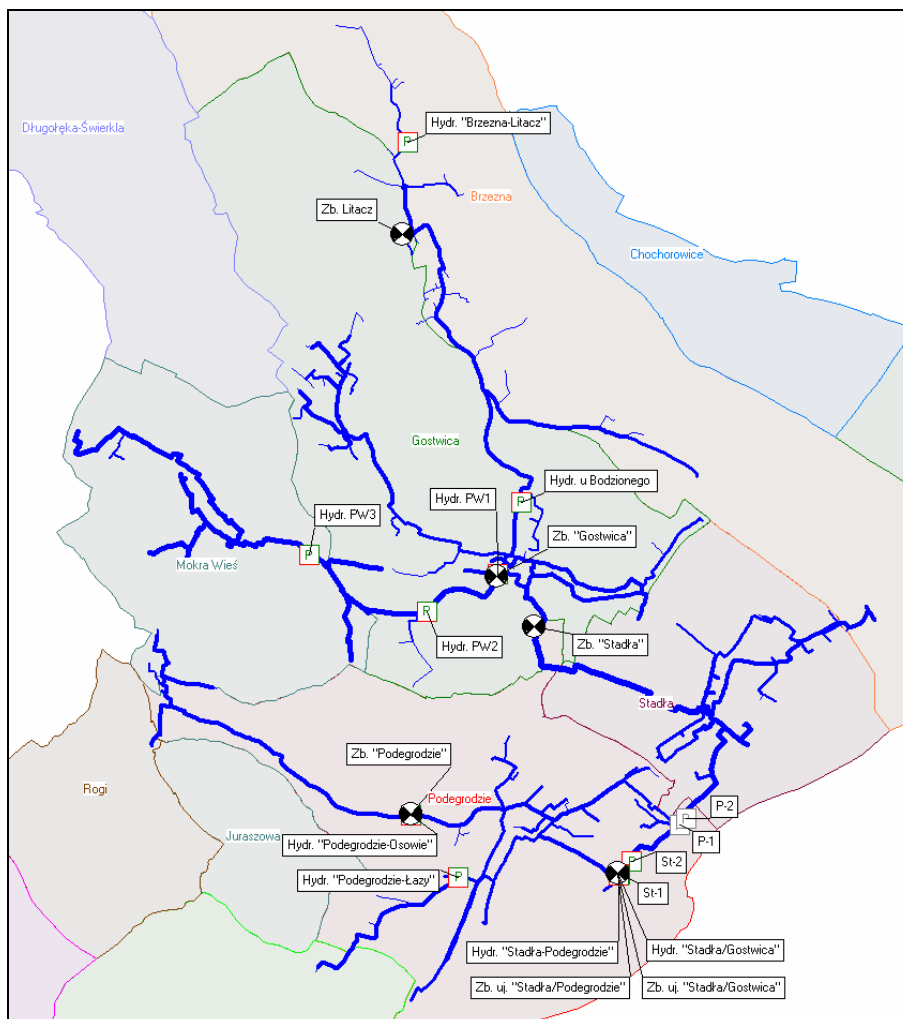 Hydr. "Brzezna-Litacz"
P
Długołęka-Świerkla
Brzezna
Zb. Litacz
Chochorowice
Gostwica
Hydr. u Bodzionego
Hydr. PW1
P
Hydr. PW3
Zb. "Gostwica"
P
Mokra Wieś
R
Hydr. PW2
Zb. "Stadła"
Stadła
Zb. "Podegrodzie"
Rogi
Podegrodzie
P-2
Juraszowa
P-1
Hydr. "Podegrodzie-Osowie"
P
St-2
Hydr. "Podegrodzie-Łazy"
P
St-1
Hydr. "Stadła-Podegrodzie"
Hydr. "Stadła/Gostwica"
Zb. uj. "Stadła/Podegrodzie"
Zb. uj. "Stadła/Gostwica"